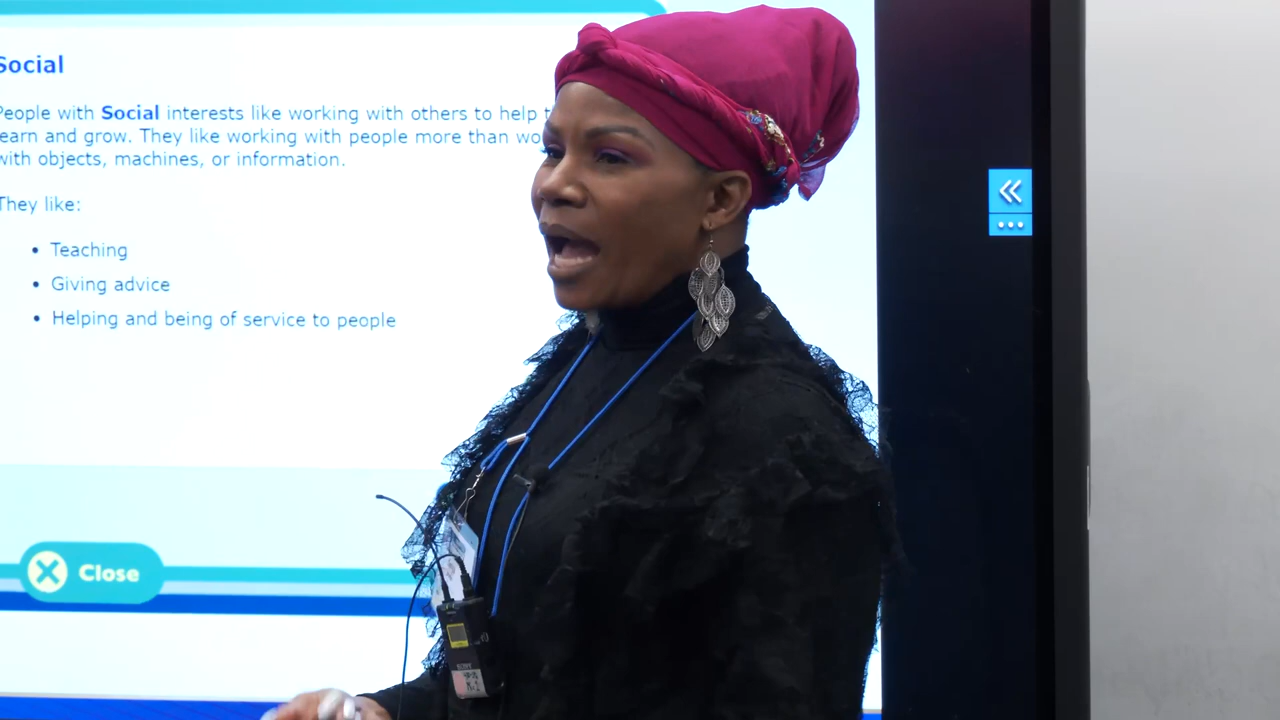 Social
People with Social interests like working with others to help
learn and grow. They like working with people more than
with objects, machines, or information.
They like:
• Teaching
• Giving advice
• Helping and being of service to people
Close